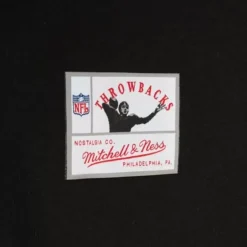 THROWBACKS
NFL
NOSTALGIA CO.
Mitchell & Ness
PHILADELPHIA, PA.